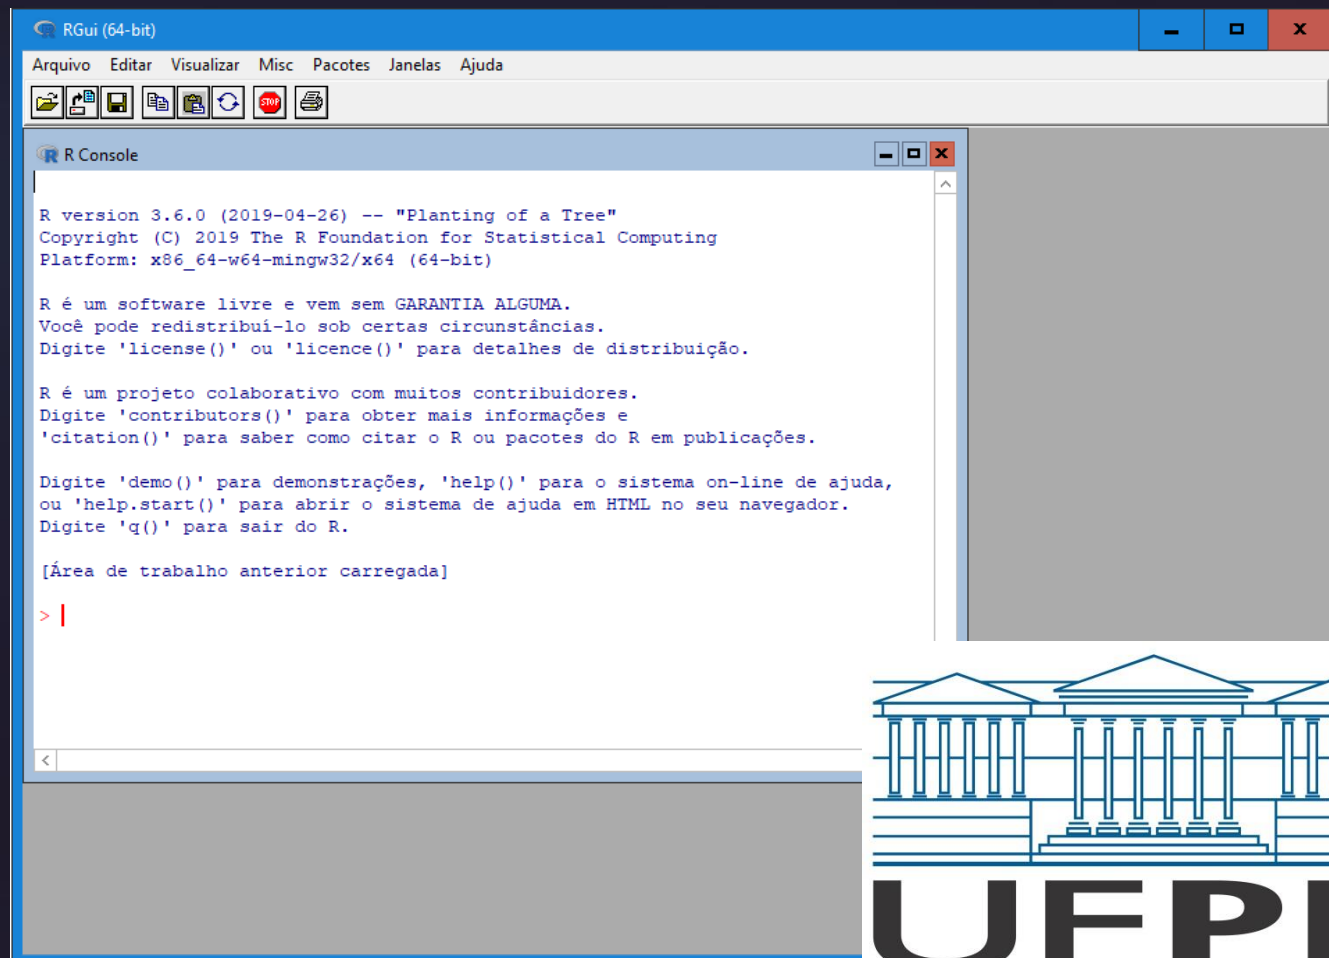 RGui (64-bit)
Arquivo Editar Visualizar Misc Pacotes Janelas Ajuda
STOP
R Console
R version 3.6.0 (2019-04-26) -- "Planting of a Tree"
Copyright (C) 2019 The R Foundation for Statistical Computing
Platform: x86_64-w64-mingw32/x64 (64-bit)
R é um software livre e vem sem GARANTIA ALGUMA.
Você pode redistribuí-lo sob certas circunstâncias.
Digite 'license()' ou 'licence()' para detalhes de distribuição.
R é um projeto colaborativo com muitos contribuidores.
Digite 'contributors()' para obter mais informações e
'citation()' para saber como citar o R ou pacotes do R em publicações.
Digite 'demo()' para demonstrações, 'help()' para o sistema on-line de ajuda,
ou 'help.start()' para abrir o sistema de ajuda em HTML no seu navegador.
Digite 'q()' para sair do R.
[Área de trabalho anterior carregada]
>